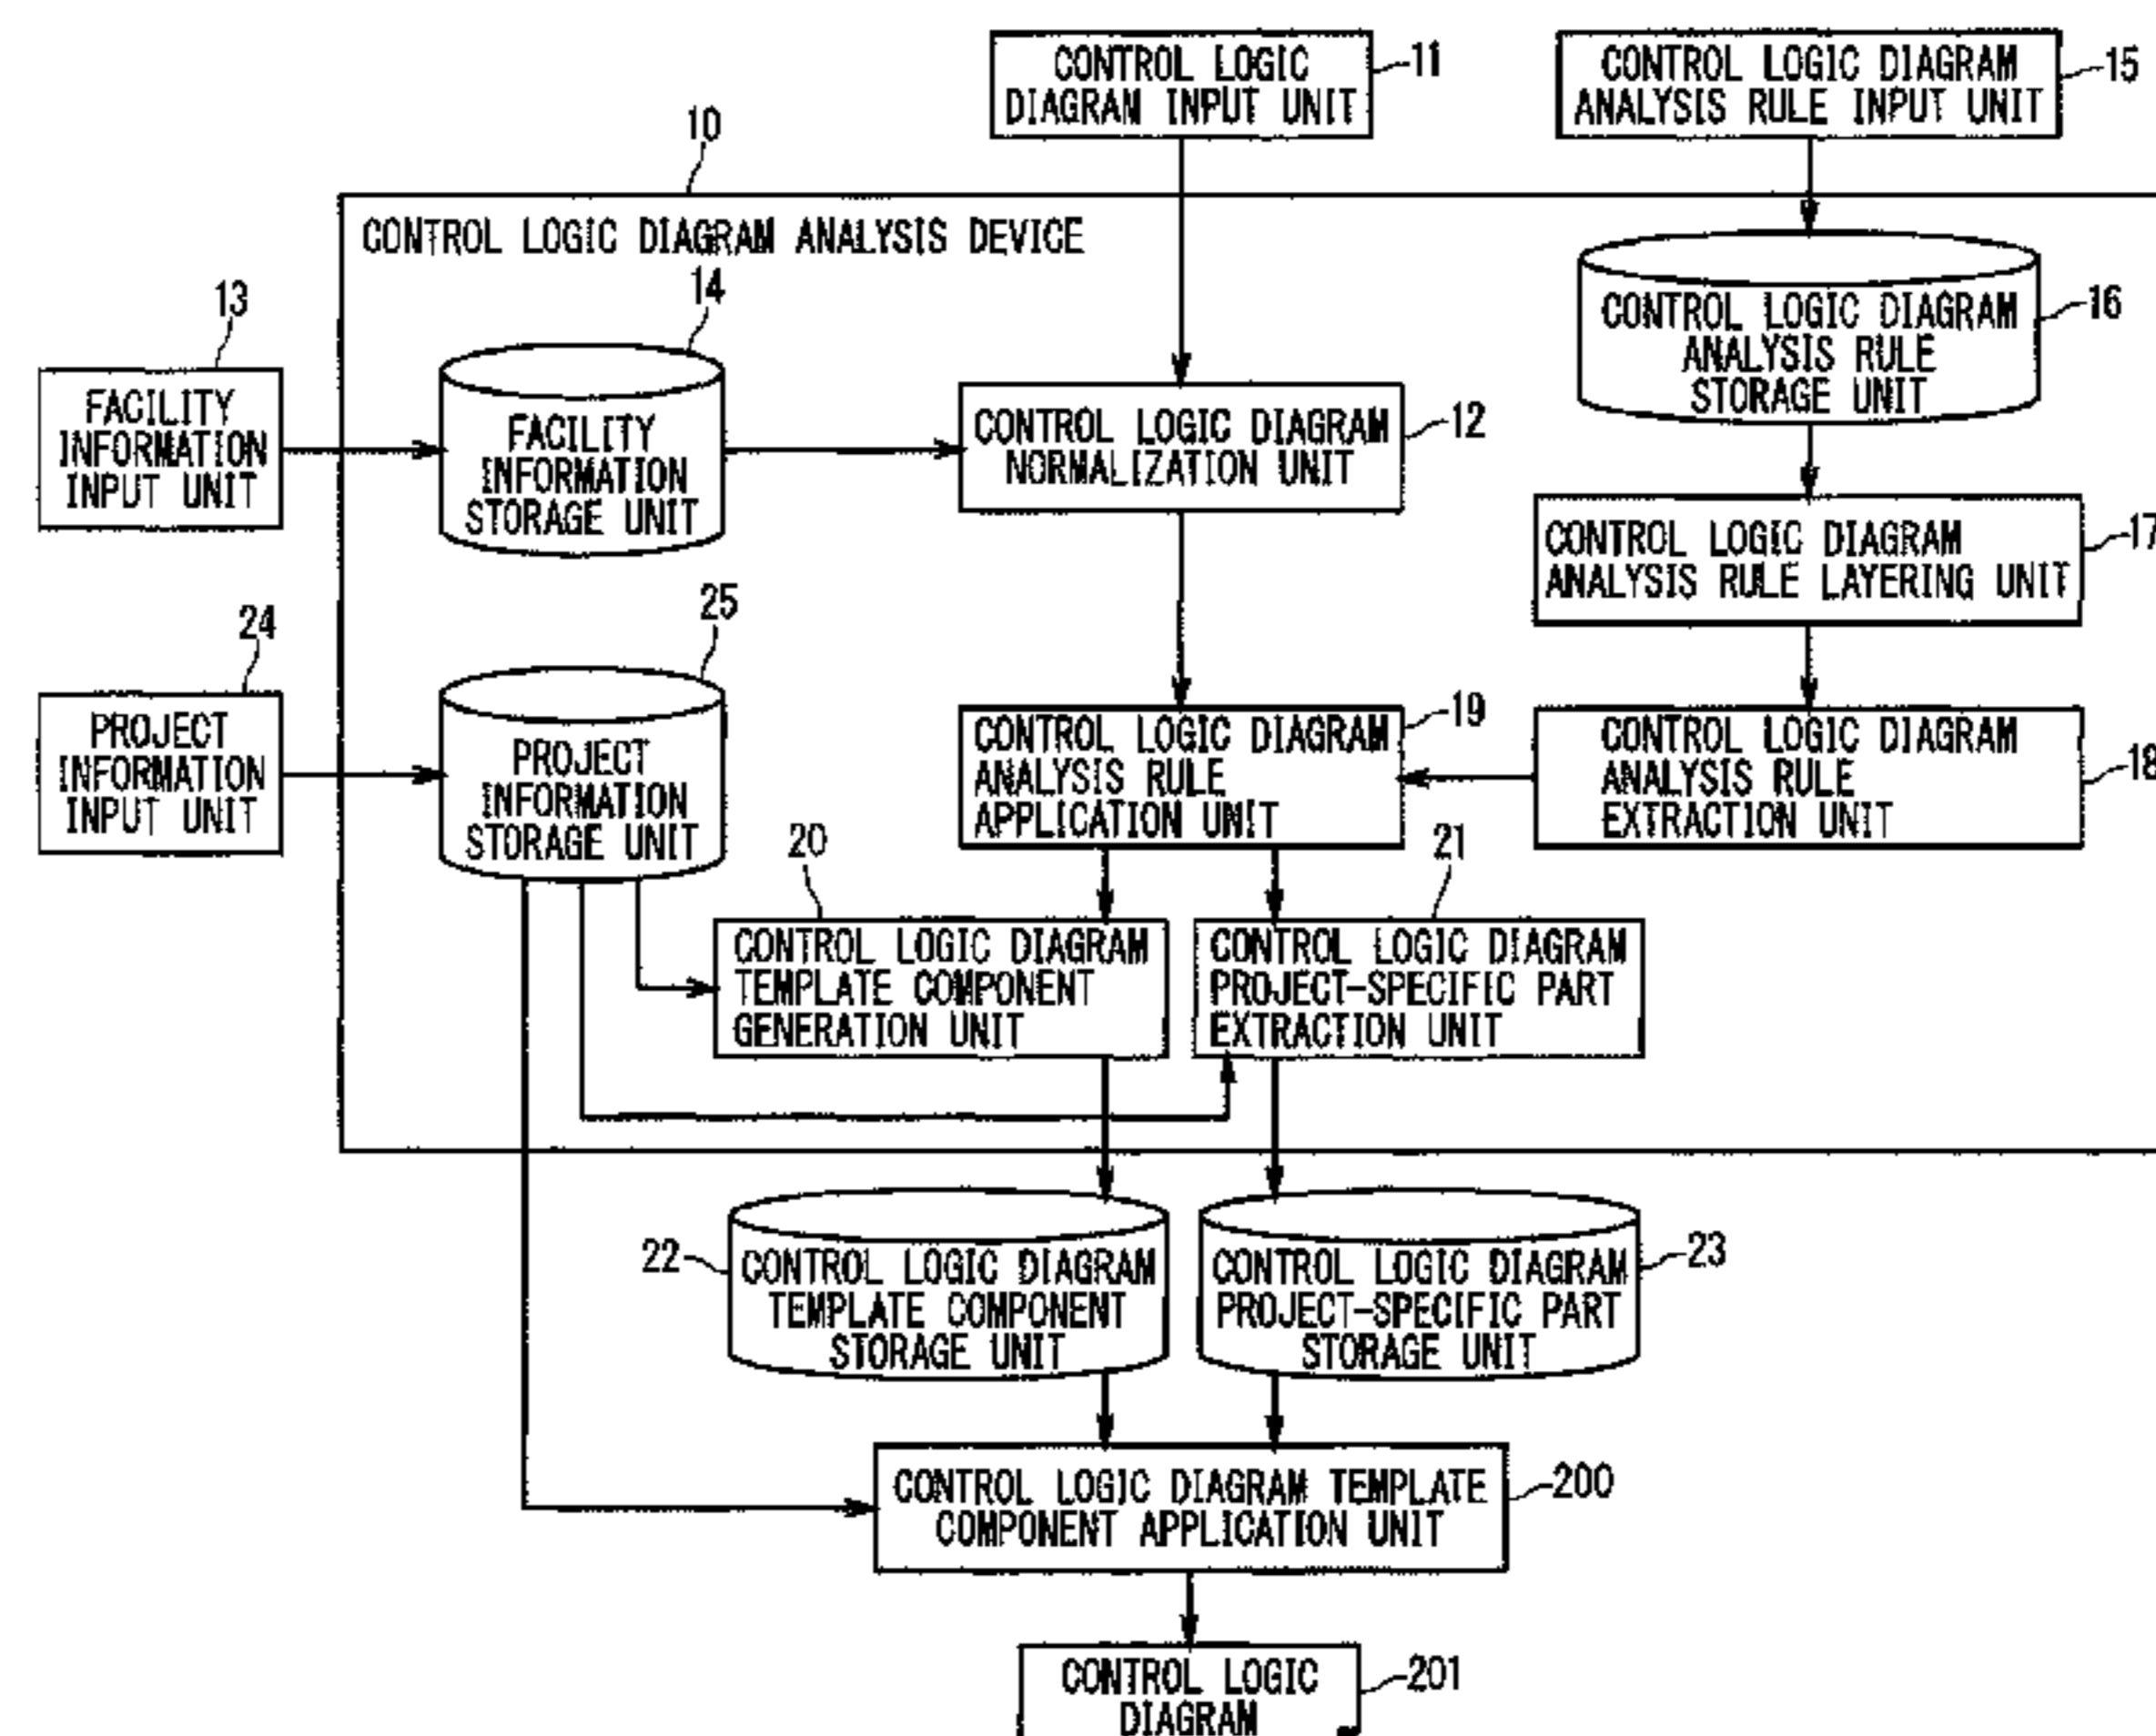 CONTROL LOGIC
DIAGRAM INPUT UNIT
11
CONTROL LOGIC DIAGRAM
ANALYSIS RULE INPUT UNIT
15
10
CONTROL LOGIC DIAGRAM ANALYSIS DEVICE
13
FACILITY
INFORMATION
INPUT UNIT
14
FACILITY
INFORMATION
STORAGE UNIT
CONTROL LOGIC DIAGRAM
NORMALIZATION UNIT
12
CONTROL LOGIC DIAGRAM
ANALYSIS RULE
STORAGE UNIT
16
CONTROL LOGIC DIAGRAM
ANALYSIS RULE LAYERING UNIT
17
24
PROJECT
INFORMATION
INPUT UNIT
25
PROJECT
INFORMATION
STORAGE UNIT
CONTROL LOGIC DIAGRAM
ANALYSIS RULE
APPLICATION UNIT
19
CONTROL LOGIC DIAGRAM
ANALYSIS RULE
EXTRACTION UNIT
18
20
CONTROL LOGIC DIAGRAM
TEMPLATE COMPONENT
GENERATION UNIT
21
CONTROL LOGIC DIAGRAM
PROJECT-SPECIFIC PART
EXTRACTION UNIT
22
CONTROL LOGIC DIAGRAM
TEMPLATE COMPONENT
STORAGE UNIT
CONTROL LOGIC DIAGRAM
PROJECT-SPECIFIC PART
STORAGE UNIT
23
CONTROL LOGIC DIAGRAM TEMPLATE
COMPONENT APPLICATION UNIT
200
CONTROL LOGIC
DIAGRAM
201